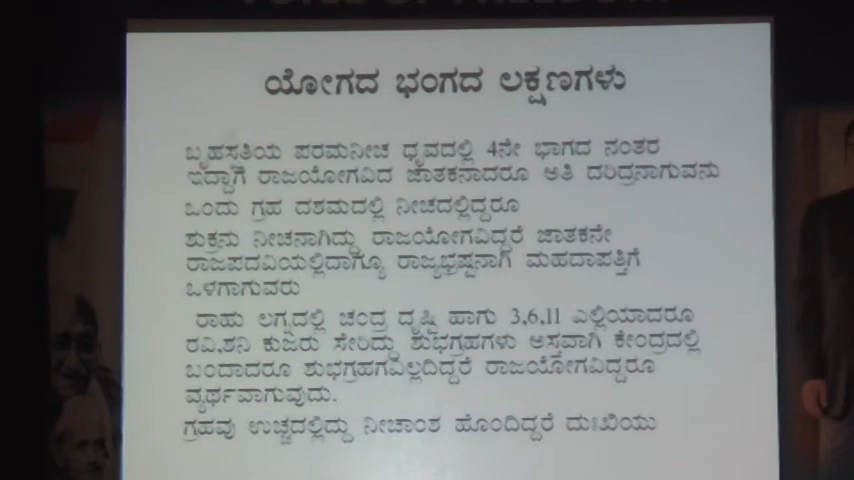 ಯೋಗದ ಭಂಗದ ಲಕ್ಷಣಗಳು
ಬೃಹಸ್ಪತಿಯ ಪರಮನೀಚ ಧೃವದಲ್ಲಿ 4ನೇ ಭಾಗದ ನಂತರ
ಇದ್ದಾಗ ರಾಜಯೋಗವಿದ ಜಾತಕನಾದರೂ ಅತಿ ದರಿದ್ರನಾಗುವನು
ಒಂದು ಗ್ರಹ ದಶಮದಲ್ಲಿ ನೀಚದಲ್ಲಿದ್ದರೂ
ಶುಕ್ರನು ನೀಚನಾಗಿದ್ದು ರಾಜಯೋಗವಿದ್ದರೆ ಜಾತಕನೇ
ರಾಜಪದವಿಯಲ್ಲಿದಾಗ್ಯೂ ರಾಜ್ಯಭ್ರಷ್ಟನಾಗಿ ಮಹದಾಪತ್ತಿಗೆ
ಒಳಗಾಗುವರು
ರಾಹು ಲಗ್ನದಲ್ಲಿ ಚಂದ್ರ ದೃಷ್ಟಿ ಹಾಗು 3,6,11 ಎಲ್ಲಿಯಾದರೂ
ರವಿ,ಶನಿ ಕುಜರು ಸೇರಿದ್ದು ಶುಭಗ್ರಹಗಳು ಅಸ್ತವಾಗಿ ಕೇಂದ್ರದಲ್ಲಿ
ಬಂದಾದರೂ ಶುಭಗ್ರಹಗವಿಲ್ಲದಿದ್ದರೆ ರಾಜಯೋಗವಿದ್ದರೂ
ವ್ಯರ್ಥವಾಗುವುದು.
ಗ್ರಹವು ಉಚ್ಚದಲ್ಲಿದ್ದು ನೀಚಾಂಶ ಹೊಂದಿದ್ದರೆ ದುಃಖಿಯು